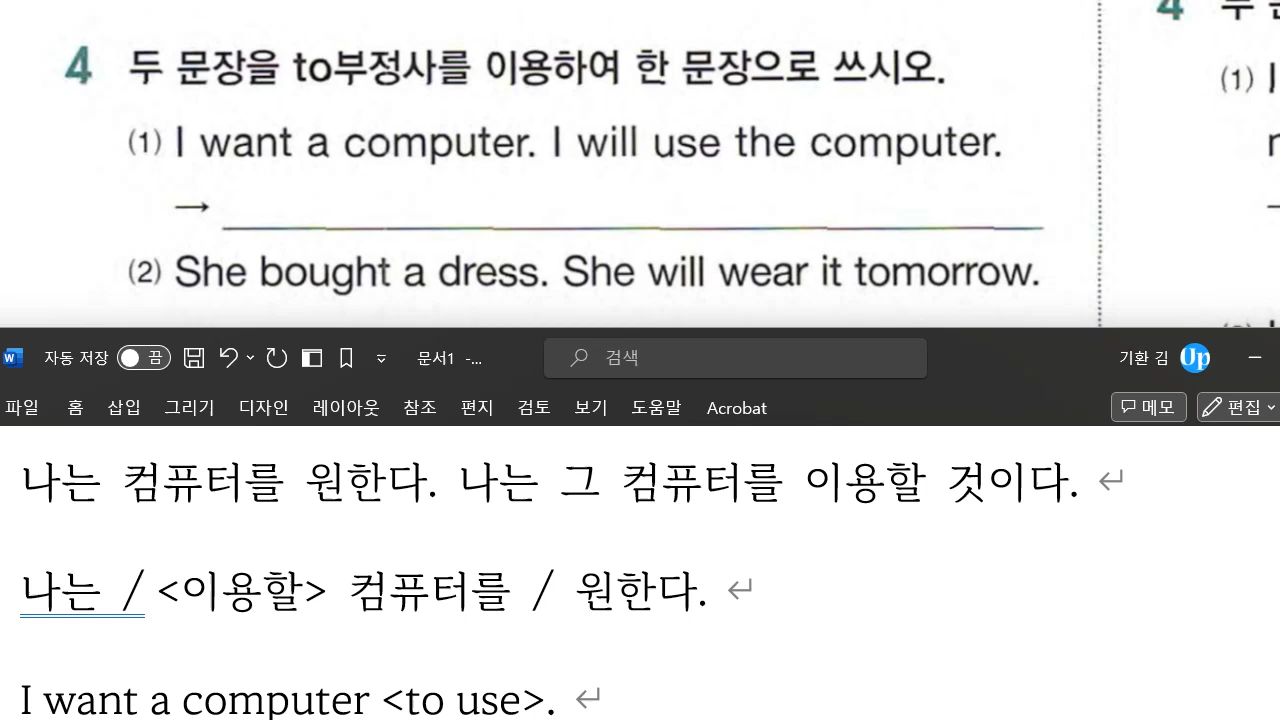 4 두 문장을 to부정사를 이용하여 한 문장으로 쓰시오.
(1) I want a computer. I will use the computer.
→
(2) She bought a dress. She will wear it tomorrow.
4
(1)
자동 저장 끔 문서1 -... 검색 기환 김 Up
파일 홈 삽입 그리기 디자인 레이아웃 참조 편지 검토 보기 도움말 Acrobat 메모 편집
나는 컴퓨터를 원한다. 나는 그 컴퓨터를 이용할 것이다. ↵
나는 / <이용할> 컴퓨터를 / 원한다. ↵
I want a computer <to use>. ↵